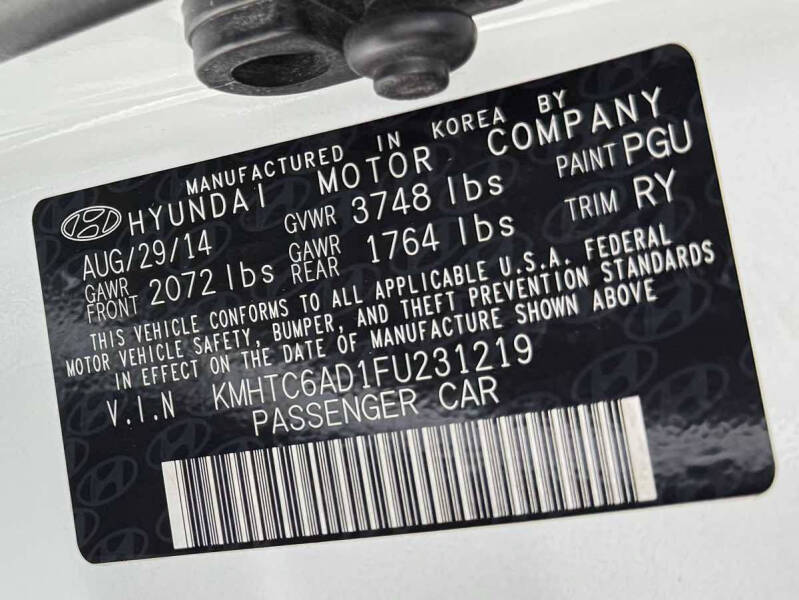 MANUFACTURED IN KOREA BY
HYUNDAI MOTOR COMPANY
AUG/29/14 GVWR 3748 lbs PAINT PGU
GAWR FRONT 2072 lbs GAWR REAR 1764 lbs TRIM RY
THIS VEHICLE CONFORMS TO ALL APPLICABLE U.S.A. FEDERAL
MOTOR VEHICLE SAFETY, BUMPER, AND THEFT PREVENTION STANDARDS
IN EFFECT ON THE DATE OF MANUFACTURE SHOWN ABOVE
V.I.N KMHTC6AD1FU231219
PASSENGER CAR